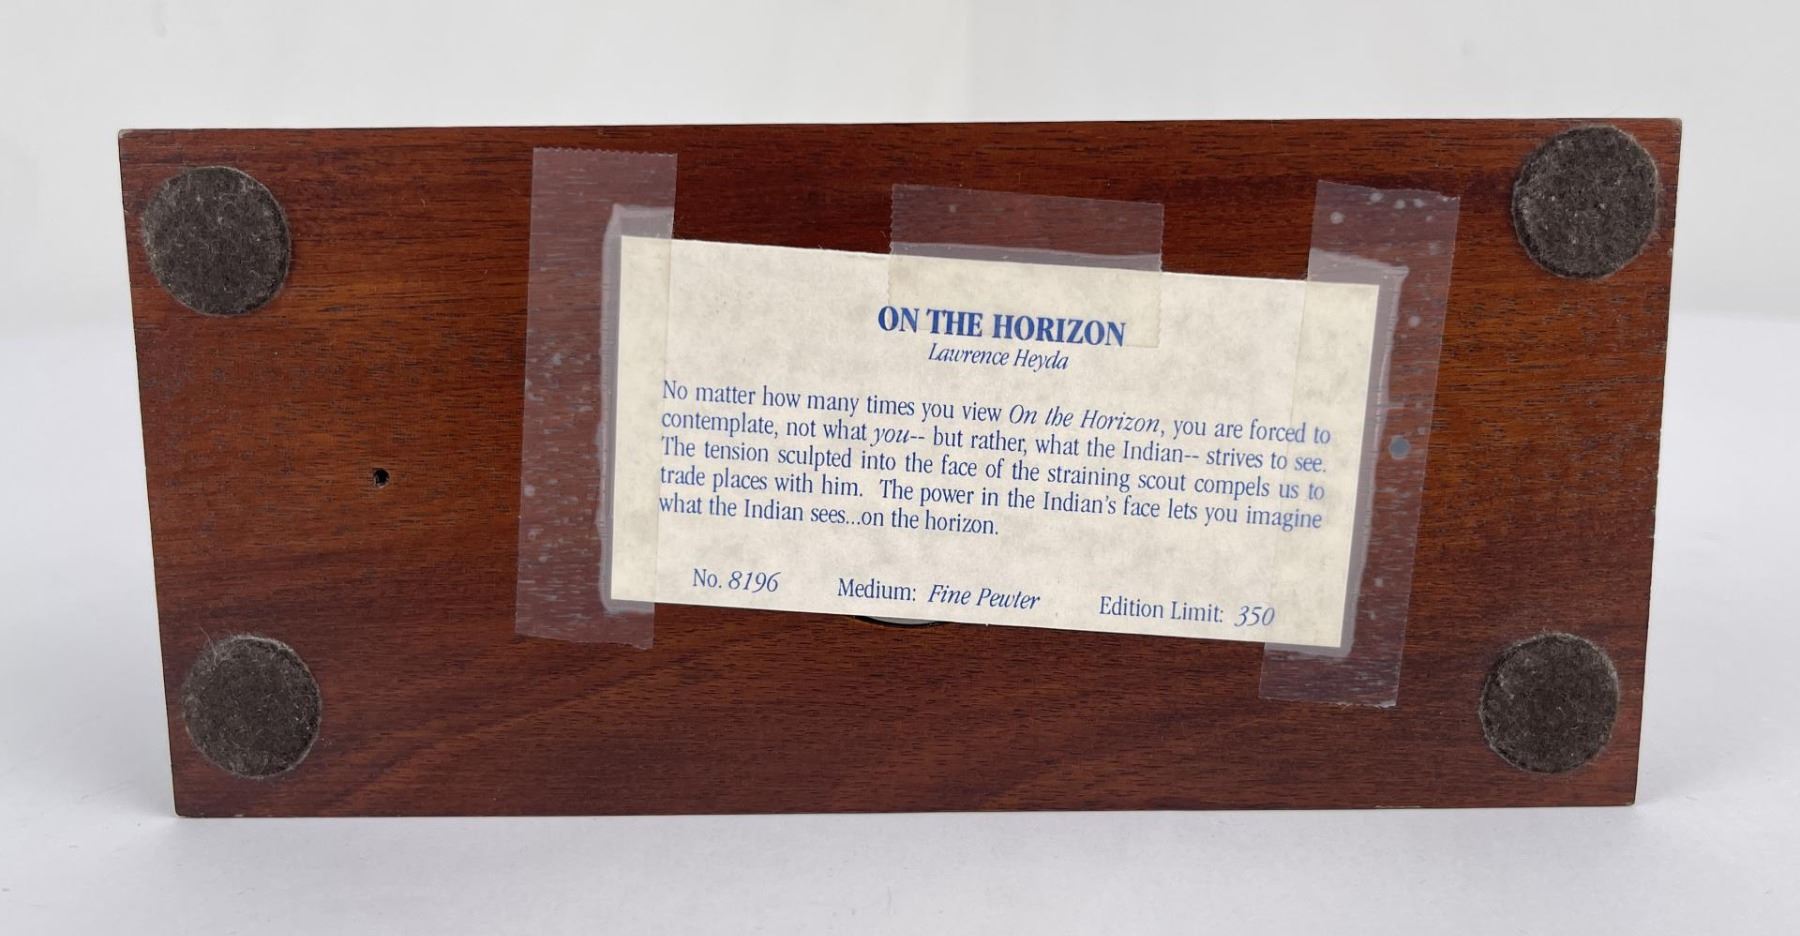 ON THE HORIZON
Lawrence Heyda
No matter how many times you view On the Horizon, you are forced to
contemplate, not what you-- but rather, what the Indian-- strives to see.
The tension sculpted into the face of the straining scout compels us to
trade places with him. The power in the Indian's face lets you imagine
what the Indian sees...on the horizon.
No. 8196 Medium: Fine Pewter Edition Limit: 350